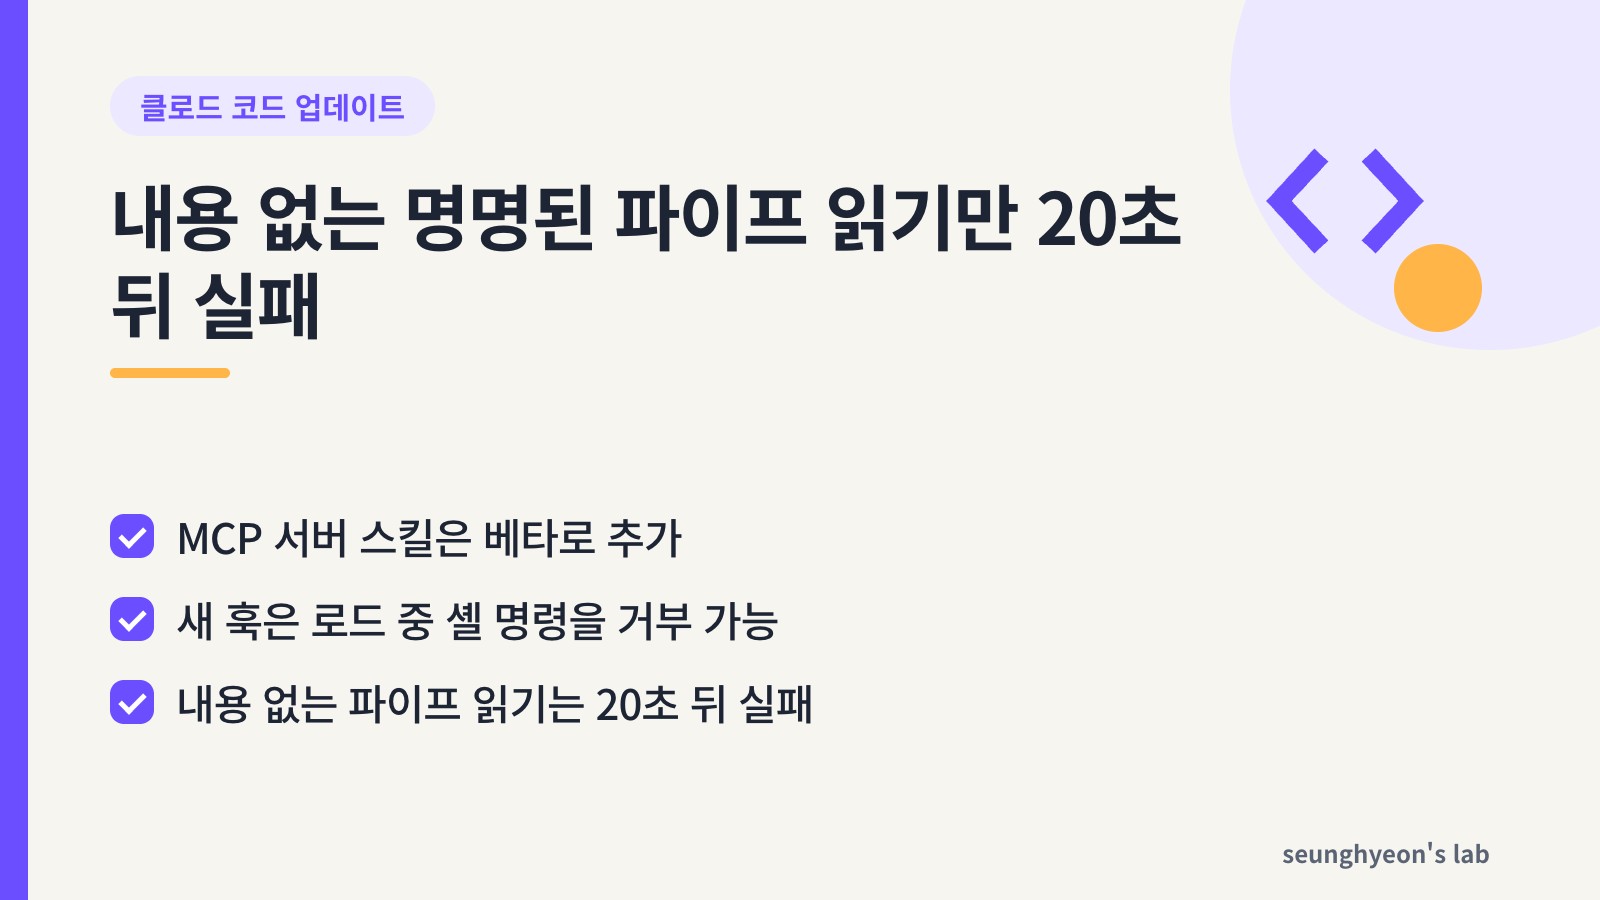 클로드 코드 업데이트
내용 없는 명명된 파이프 읽기만 20초
뒤 실패
MCP 서버 스킬은 베타로 추가
새 훅은 로드 중 셸 명령을 거부 가능
내용 없는 파이프 읽기는 20초 뒤 실패
seunghyeon's lab